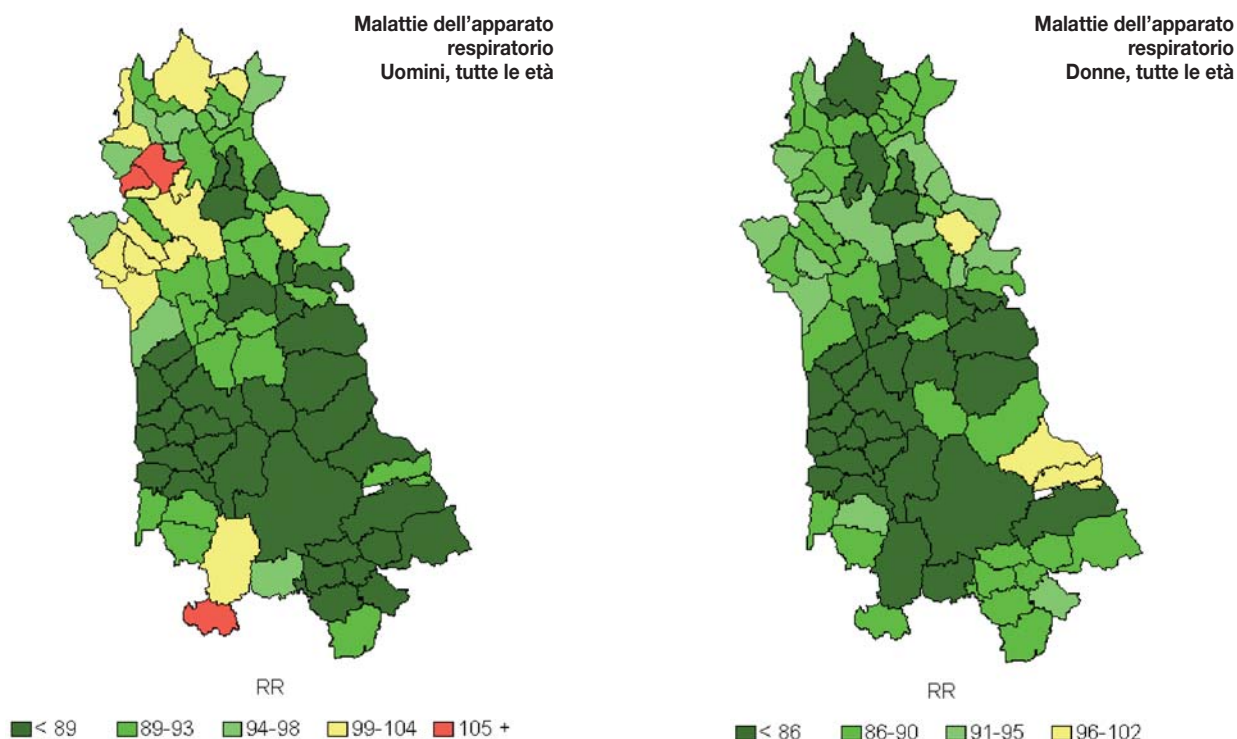 Malattie dell'apparato
respiratorio
Uomini, tutte le età
RR
< 89 89-93 94-98 99-104 105 +
Malattie dell'apparato
respiratorio
Donne, tutte le età
RR
< 86 86-90 91-95 96-102